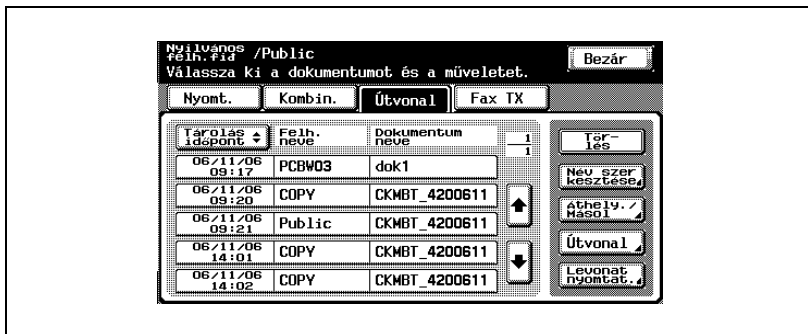 Nyilvános félh.fió /Public
Bezár
Válassza ki a dokumentumot és a műveletet.
Nyomt. Kombin. Útvonal Fax TX
Tárolás időpont Felh. neve Dokumentum neve 1/1
06/11/06 09:17 PCBW03 dok1
06/11/06 09:20 COPY CKMBT_4200611
06/11/06 09:21 Public CKMBT_4200611
06/11/06 14:01 COPY CKMBT_4200611
06/11/06 14:02 COPY CKMBT_4200611
Tör-
lés
Név szer
kesztése
Áthely./
Másol
Útvonal
Levonat
nyomtat.